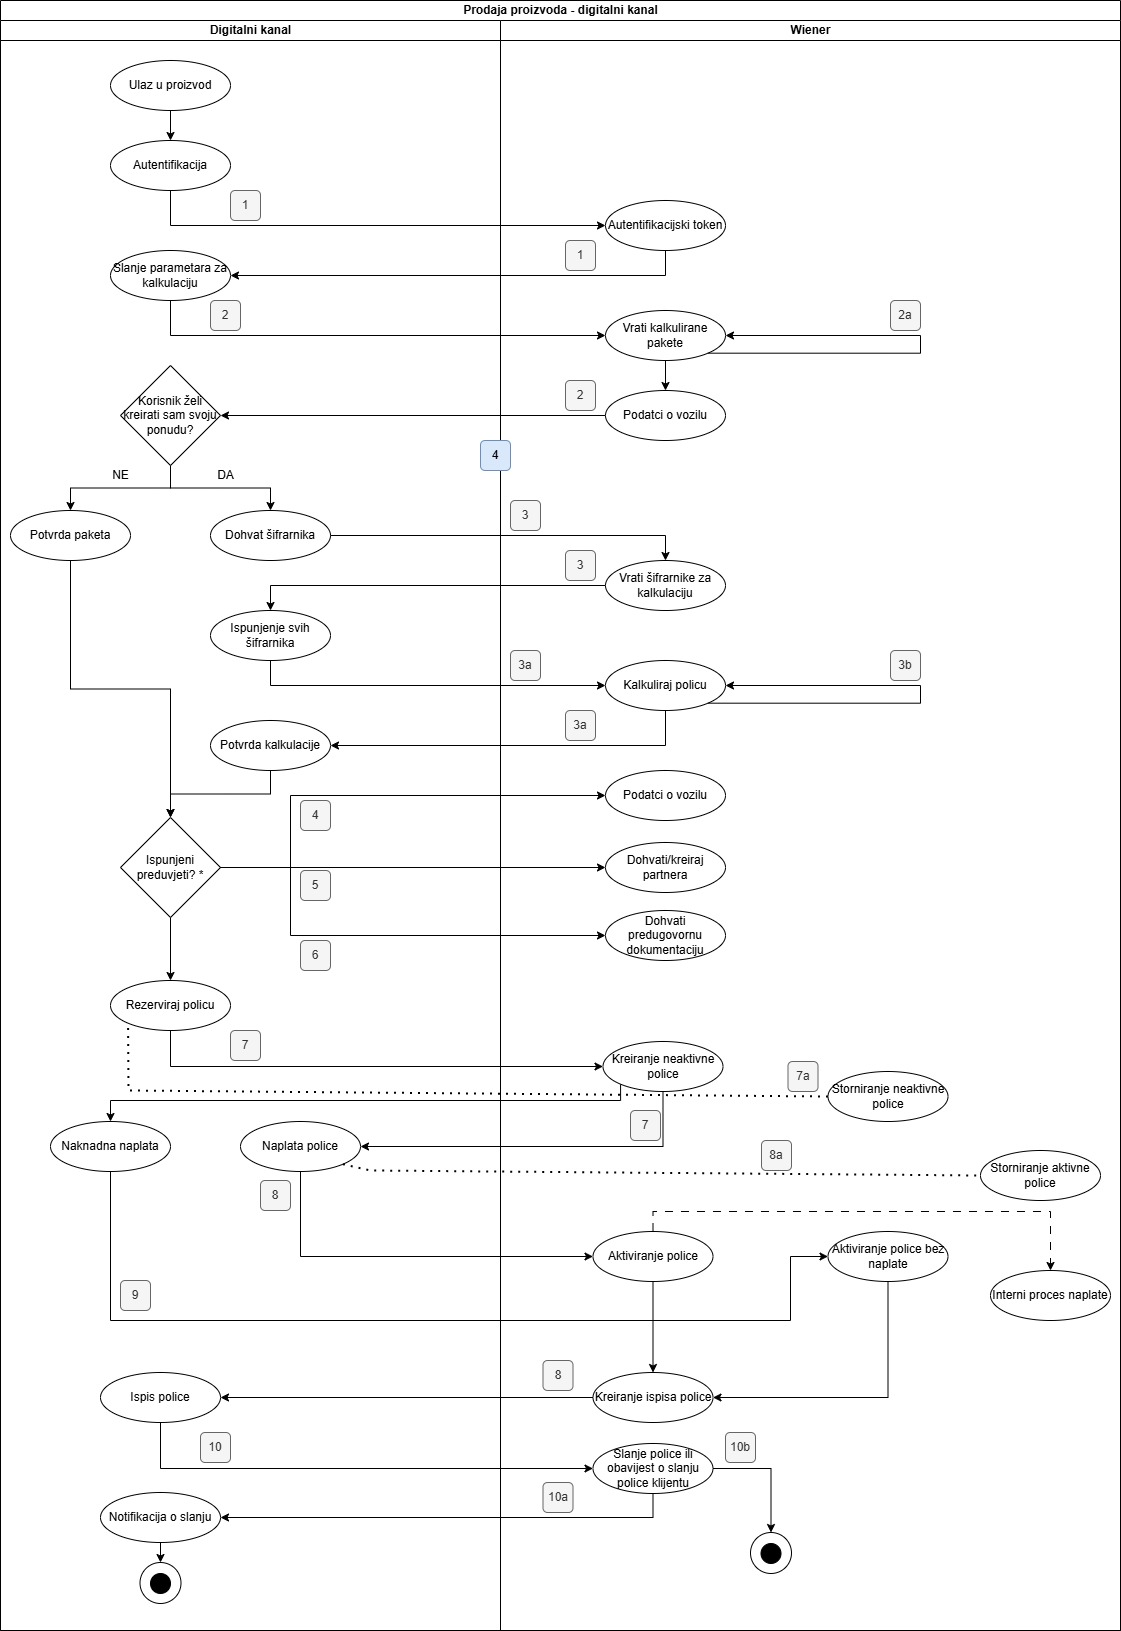 Prodaja proizvoda - digitalni kanal
Digitalni kanal
Wiener
Ulaz u proizvod
Autentifikacija
1
Autentifikacijski token
1
Slanje parametara za
kalkulaciju
2
2a
Vrati kalkulirane
pakete
Korisnik želi
kreirati sam svoju
ponudu?
2
Podatci o vozilu
4
NE
DA
3
Potvrda paketa
Dohvat šifrarnika
3
Vrati šifrarnike za
kalkulaciju
Ispunjenje svih
šifrarnika
3a
Kalkuliraj policu
3b
3a
Potvrda kalkulacije
Podatci o vozilu
4
Ispunjeni
preduvjeti? *
Dohvati/kreiraj
partnera
5
Dohvati
predugovornu
dokumentaciju
6
Rezerviraj policu
7
Kreiranje neaktivne
police
7a
Storniranje neaktivne
police
7
Naknadna naplata
Naplata police
8a
Storniranje aktivne
police
8
Aktiviranje police
Aktiviranje police bez
naplate
9
Interni proces naplate
8
Ispis police
Kreiranje ispisa police
10
Slanje police ili
obavijest o slanju
police klijentu
10b
10a
Notifikacija o slanju